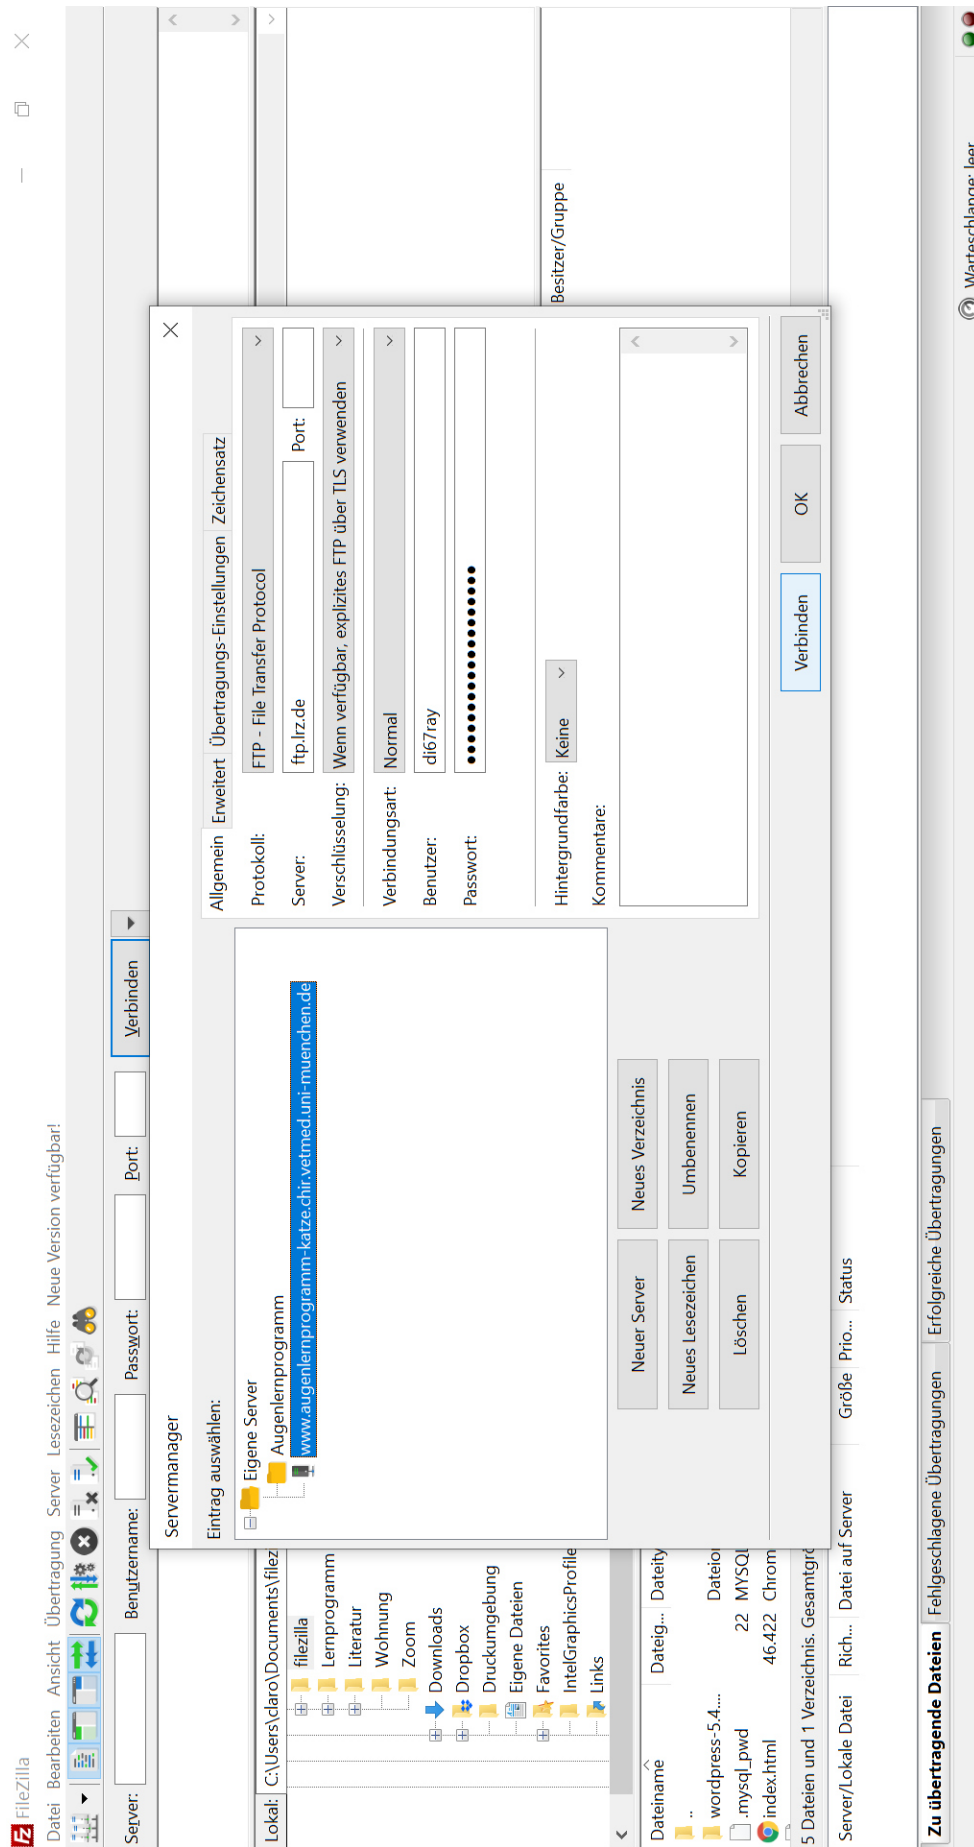 FileZilla
Datei Bearbeiten Ansicht Übertragung Server Lesezeichen Hilfe Neue Version verfügbar!
Server: Benutzername: Passwort: Port: Verbinden
Servermanager
Eintrag auswählen:
Eigene Server
Augenlernprogramm
www.augenlernprogramm-katze.chir.vetmed.uni-muenchen.de
Neuer Server Neues Verzeichnis
Neues Lesezeichen Umbenennen
Löschen Kopieren
Allgemein Erweitert Übertragungs-Einstellungen Zeichensatz
Protokoll: FTP - File Transfer Protocol
Server: ftp.lrz.de Port:
Verschlüsselung: Wenn verfügbar, explizites FTP über TLS verwenden
Verbindungsart: Normal
Benutzer: di67ray
Passwort: ●●●●●●●●●●●●●●●●●●●●
Hintergrundfarbe: Keine
Kommentare:
Verbinden OK Abbrechen
Lokal: C:\Users\claro\Documents\filez
filezilla
Lernprogramm
Literatur
Wohnung
Zoom
Downloads
Dropbox
Druckumgebung
Eigene Dateien
Favorites
IntelGraphicsProfile
Links
Besitzer/Gruppe
Dateiname Dateig... Dateity
..
wordpress-5.4.... Dateior
.mysql_pwd 22 MYSQL
index.html 46.422 Chrom
5 Dateien und 1 Verzeichnis. Gesamtgrö
Server/Lokale Datei Rich... Datei auf Server Größe Prio... Status
Zu übertragende Dateien Fehlgeschlagene Übertragungen Erfolgreiche Übertragungen
Warteschlange: leer